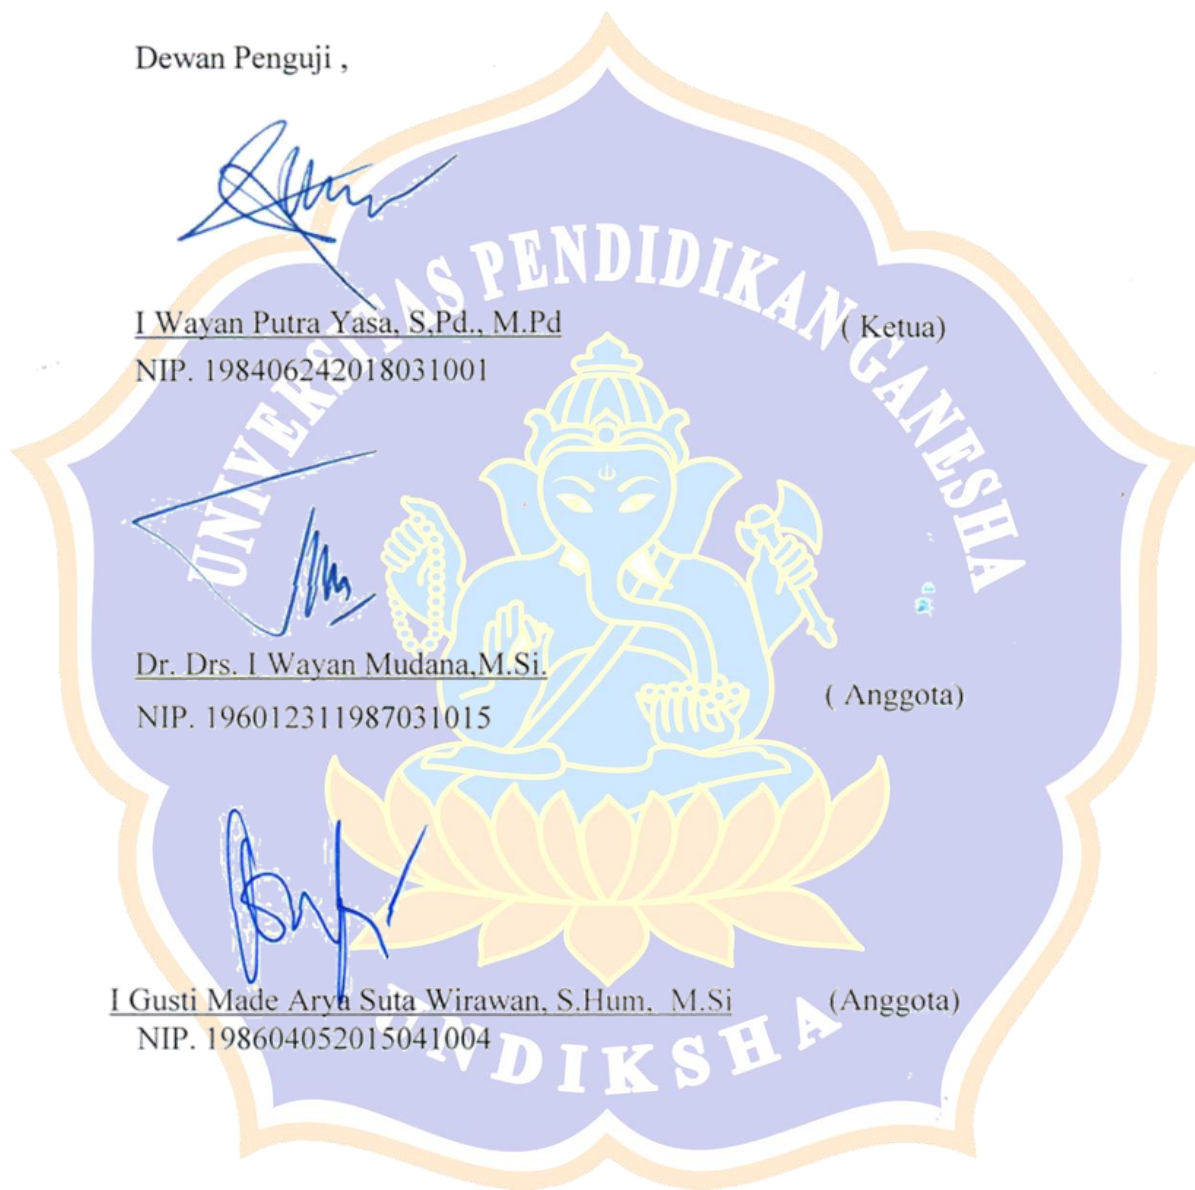 Dewan Penguji ,
I Wayan Putra Yasa, S,Pd., M.Pd ( Ketua)
NIP. 198406242018031001
Dr. Drs. I Wayan Mudana,M.Si.
NIP. 196012311987031015 ( Anggota)
I Gusti Made Arya Suta Wirawan, S.Hum, M.Si (Anggota)
NIP. 198604052015041004
UNIVERSITAS PENDIDIKAN GANESHA
UNDIKSHA